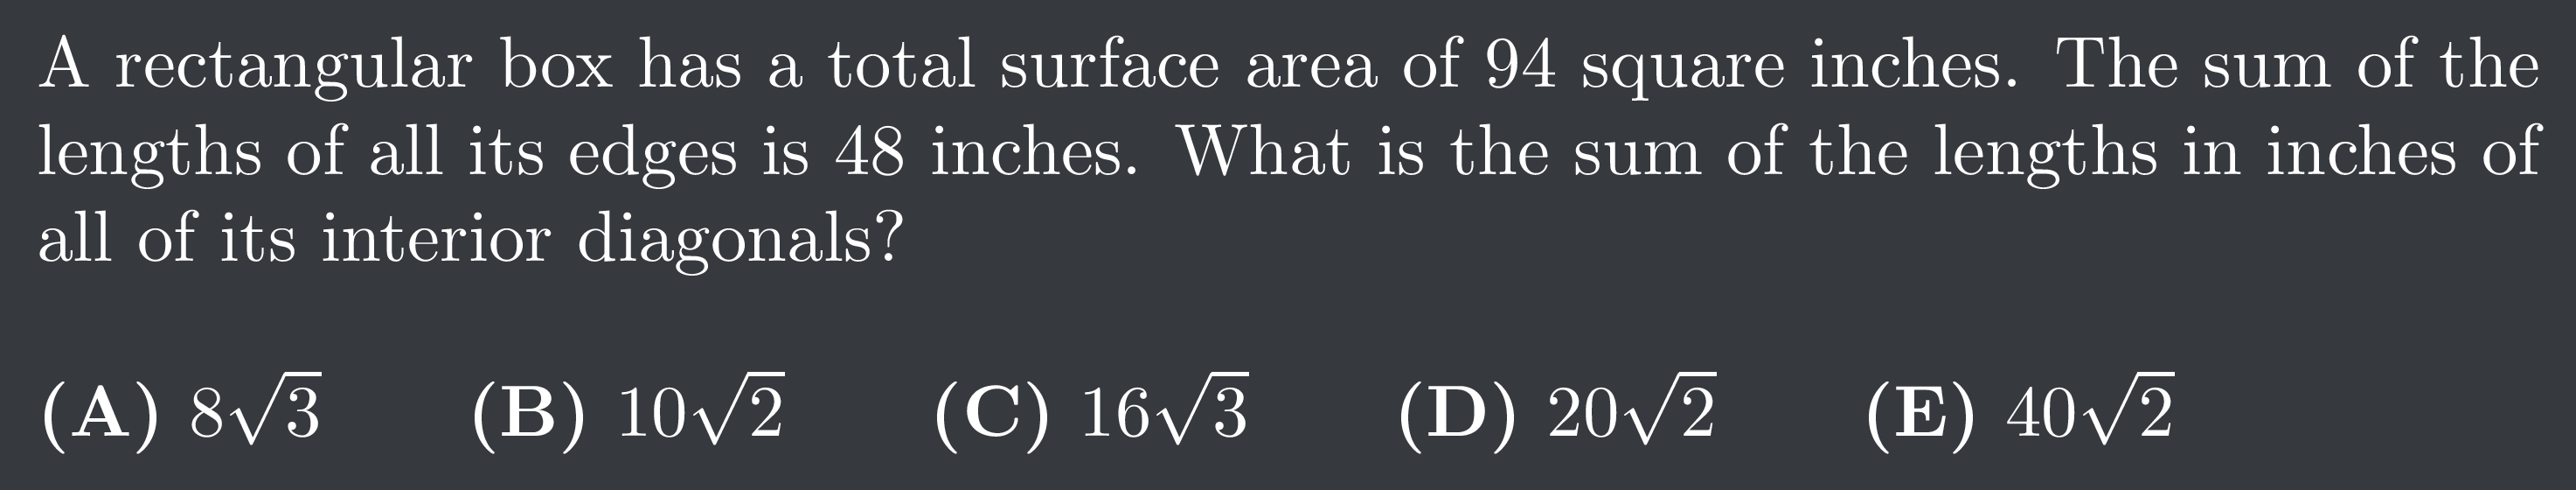 A rectangular box has a total surface area of 94 square inches. The sum of the
lengths of all its edges is 48 inches. What is the sum of the lengths in inches of
all of its interior diagonals?
(A) 8√3 (B) 10√2 (C) 16√3 (D) 20√2 (E) 40√2